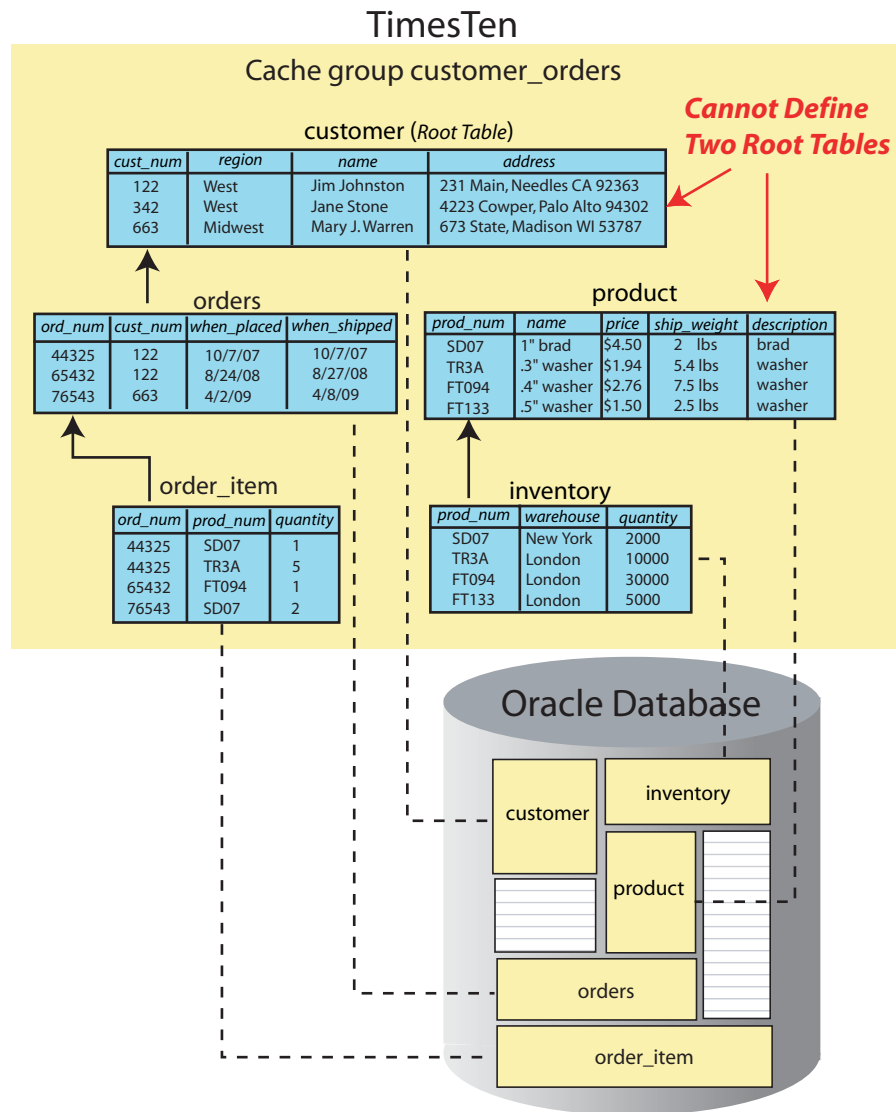 TimesTen
Cache group customer_orders
Cannot Define
Two Root Tables
customer (Root Table)
cust_num region name address
122 West Jim Johnston 231 Main, Needles CA 92363
342 West Jane Stone 4223 Cowper, Palo Alto 94302
663 Midwest Mary J. Warren 673 State, Madison WI 53787
orders
ord_num cust_num when_placed when_shipped
44325 122 10/7/07 10/7/07
65432 122 8/24/08 8/27/08
76543 663 4/2/09 4/8/09
product
prod_num name price ship_weight description
SD07 1" brad $4.50 2 lbs brad
TR3A .3" washer $1.94 5.4 lbs washer
FT094 .4" washer $2.76 7.5 lbs washer
FT133 .5" washer $1.50 2.5 lbs washer
order_item
ord_num prod_num quantity
44325 SD07 1
44325 TR3A 5
65432 FT094 1
76543 SD07 2
inventory
prod_num warehouse quantity
SD07 New York 2000
TR3A London 10000
FT094 London 30000
FT133 London 5000
Oracle Database
customer
inventory
product
orders
order_item